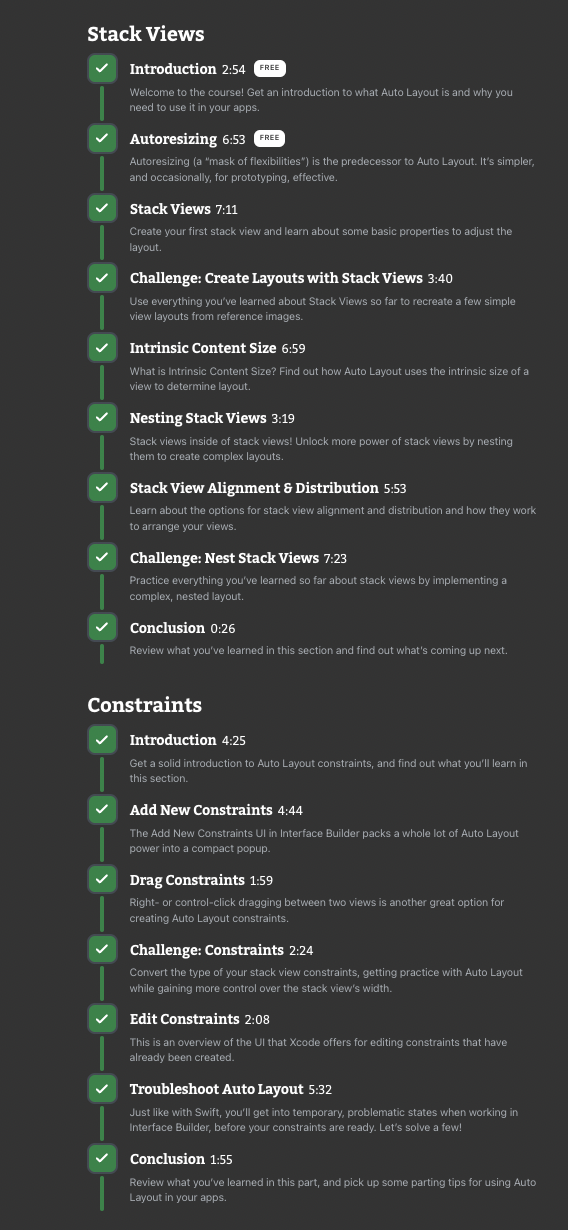 Stack Views
Introduction 2:54 FREE
Welcome to the course! Get an introduction to what Auto Layout is and why you
need to use it in your apps.
Autoresizing 6:53 FREE
Autoresizing (a “mask of flexibilities”) is the predecessor to Auto Layout. It’s simpler,
and occasionally, for prototyping, effective.
Stack Views 7:11
Create your first stack view and learn about some basic properties to adjust the
layout.
Challenge: Create Layouts with Stack Views 3:40
Use everything you’ve learned about Stack Views so far to recreate a few simple
view layouts from reference images.
Intrinsic Content Size 6:59
What is Intrinsic Content Size? Find out how Auto Layout uses the intrinsic size of a
view to determine layout.
Nesting Stack Views 3:19
Stack views inside of stack views! Unlock more power of stack views by nesting
them to create complex layouts.
Stack View Alignment & Distribution 5:53
Learn about the options for stack view alignment and distribution and how they work
to arrange your views.
Challenge: Nest Stack Views 7:23
Practice everything you’ve learned so far about stack views by implementing a
complex, nested layout.
Conclusion 0:26
Review what you’ve learned in this section and find out what’s coming up next.
Constraints
Introduction 4:25
Get a solid introduction to Auto Layout constraints, and find out what you’ll learn in
this section.
Add New Constraints 4:44
The Add New Constraints UI in Interface Builder packs a whole lot of Auto Layout
power into a compact popup.
Drag Constraints 1:59
Right- or control-click dragging between two views is another great option for
creating Auto Layout constraints.
Challenge: Constraints 2:24
Convert the type of your stack view constraints, getting practice with Auto Layout
while gaining more control over the stack view’s width.
Edit Constraints 2:08
This is an overview of the UI that Xcode offers for editing constraints that have
already been created.
Troubleshoot Auto Layout 5:32
Just like with Swift, you’ll get into temporary, problematic states when working in
Interface Builder, before your constraints are ready. Let’s solve a few!
Conclusion 1:55
Review what you’ve learned in this part, and pick up some parting tips for using Auto
Layout in your apps.